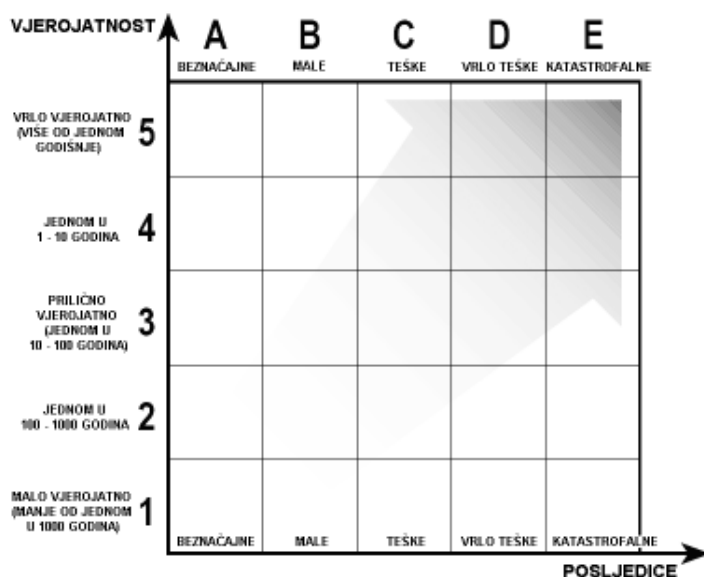 VJEROJATNOST
A B C D E
BEZNAČAJNE MALE TEŠKE VRLO TEŠKE KATASTROFALNE
VRLO VJEROJATNO
(VIŠE OD JEDNOM
GODIŠNJE)
5
JEDNOM U
1 - 10 GODINA
4
PRILIČNO
VJEROJATNO
(JEDNOM U
10 - 100 GODINA)
3
JEDNOM U
100 - 1000 GODINA
2
MALO VJEROJATNO
(MANJE OD JEDNOM
U 1000 GODINA)
1
BEZNAČAJNE MALE TEŠKE VRLO TEŠKE KATASTROFALNE
POSLJEDICE